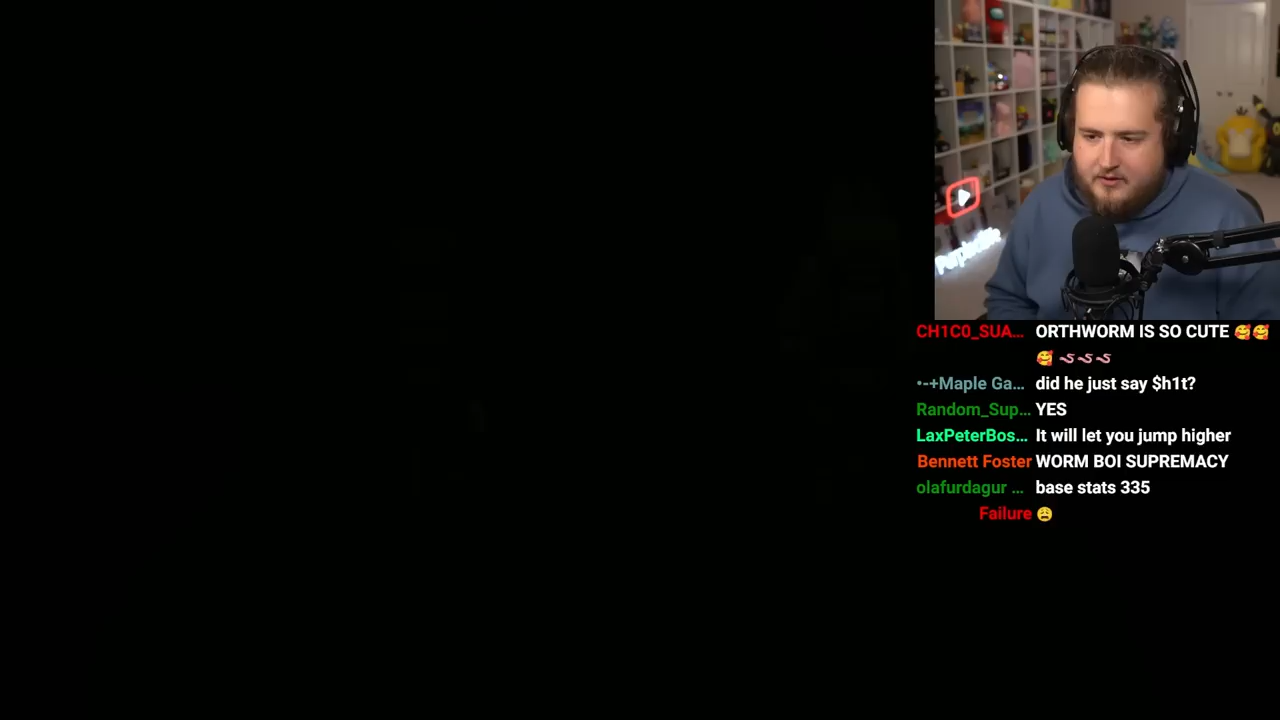 CH1C0_SUA… ORTHWORM IS SO CUTE 🥰🥰
🥰 🪱🪱🪱
•-+Maple Ga… did he just say $h1t?
Random_Sup… YES
LaxPeterBos… It will let you jump higher
Bennett Foster WORM BOI SUPREMACY
olafurdagur … base stats 335
Failure 😩